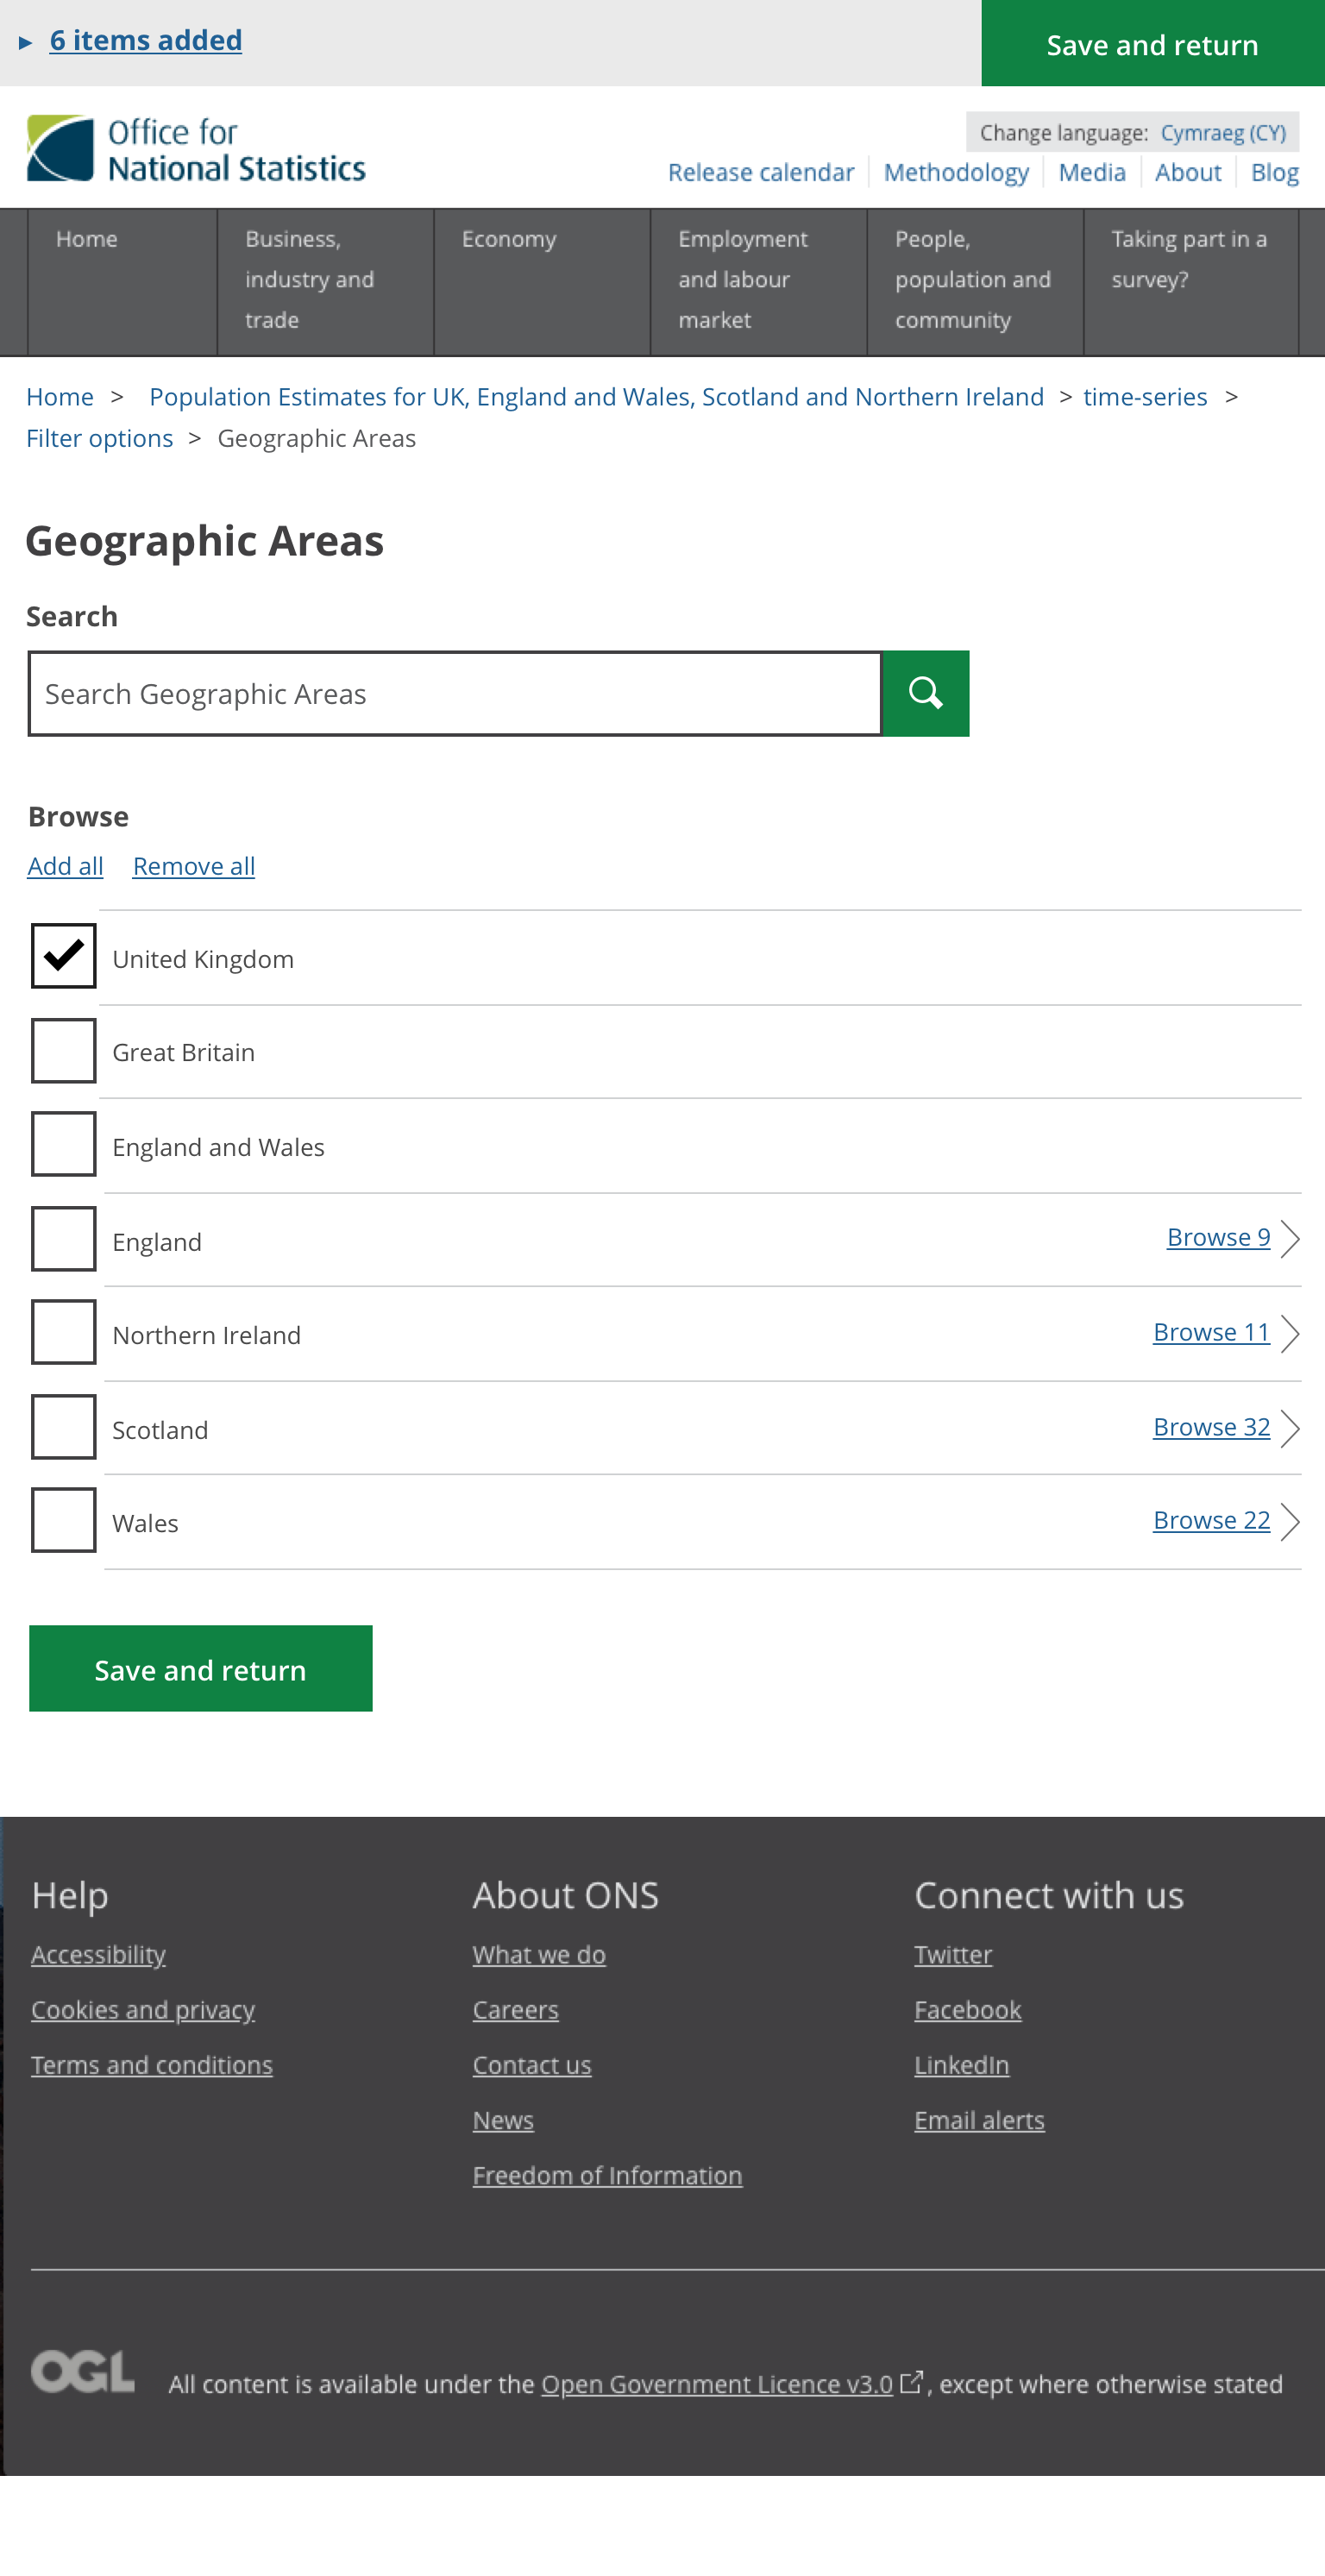 ► 6 items added
Save and return
Office for
National Statistics
Change language: Cymraeg (CY)
Release calendar Methodology Media About Blog
Home
Business,
industry and
trade
Economy
Employment
and labour
market
People,
population and
community
Taking part in a
survey?
Home > Population Estimates for UK, England and Wales, Scotland and Northern Ireland > time-series >
Filter options > Geographic Areas
Geographic Areas
Search
Search Geographic Areas
Browse
Add all Remove all
United Kingdom
Great Britain
England and Wales
England Browse 9
Northern Ireland Browse 11
Scotland Browse 32
Wales Browse 22
Save and return
Help
Accessibility
Cookies and privacy
Terms and conditions
About ONS
What we do
Careers
Contact us
News
Freedom of Information
Connect with us
Twitter
Facebook
LinkedIn
Email alerts
OGL
All content is available under the Open Government Licence v3.0 , except where otherwise stated